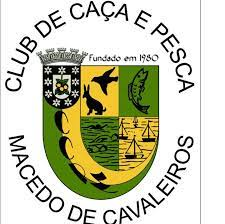 CLUB DE CAÇA E PESCA
Fundado em 1980
MACEDO DE CAVALEIROS